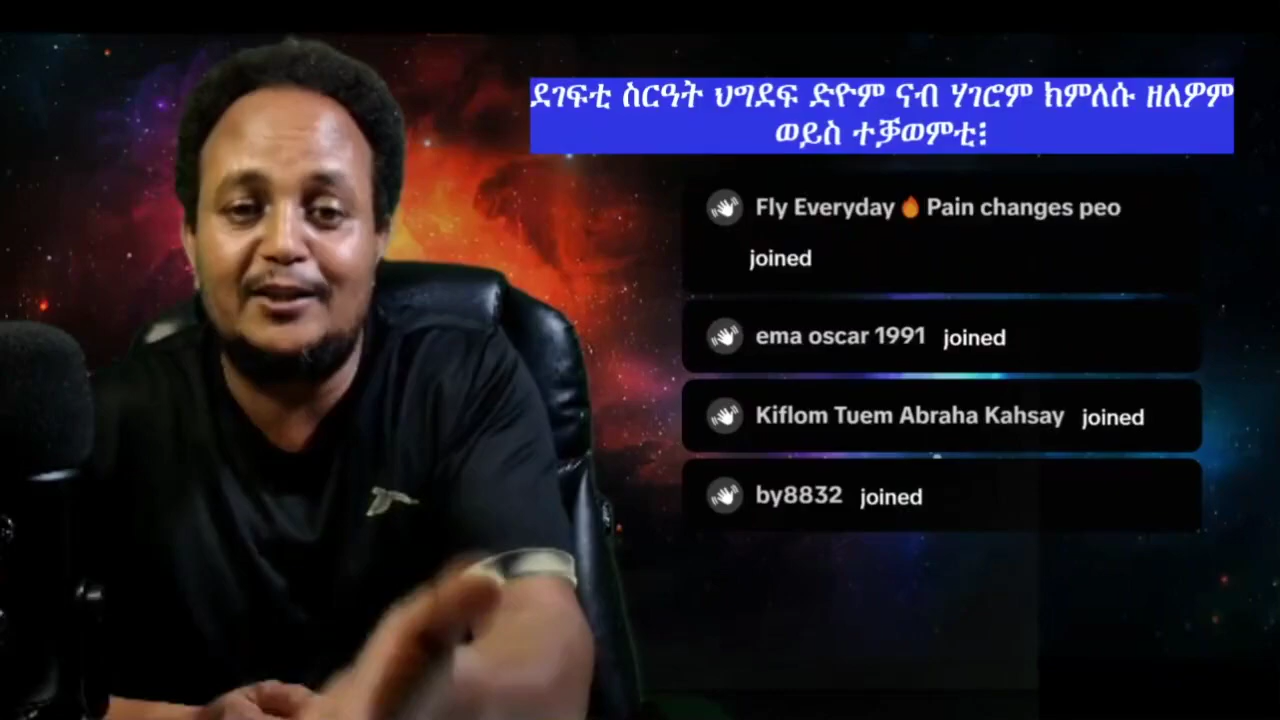 ደገፍቲ ስርዓት ህግደፍ ድዮም ናብ ሃገሮም ክምለሱ ዘለዎም
ወይስ ተቓወምቲ፧
Fly Everyday🔥Pain changes peo
joined
ema oscar 1991 joined
Kiflom Tuem Abraha Kahsay joined
by8832 joined